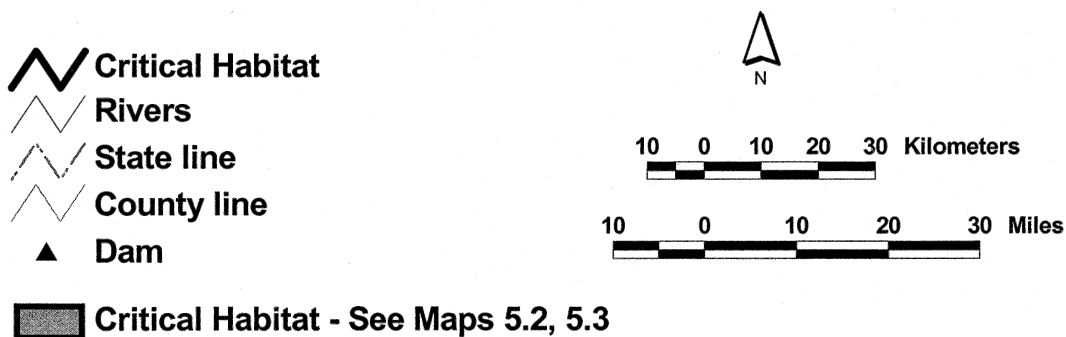 Critical Habitat
Rivers
State line
County line
Dam
Critical Habitat - See Maps 5.2, 5.3
N
10 0 10 20 30 Kilometers
10 0 10 20 30 Miles